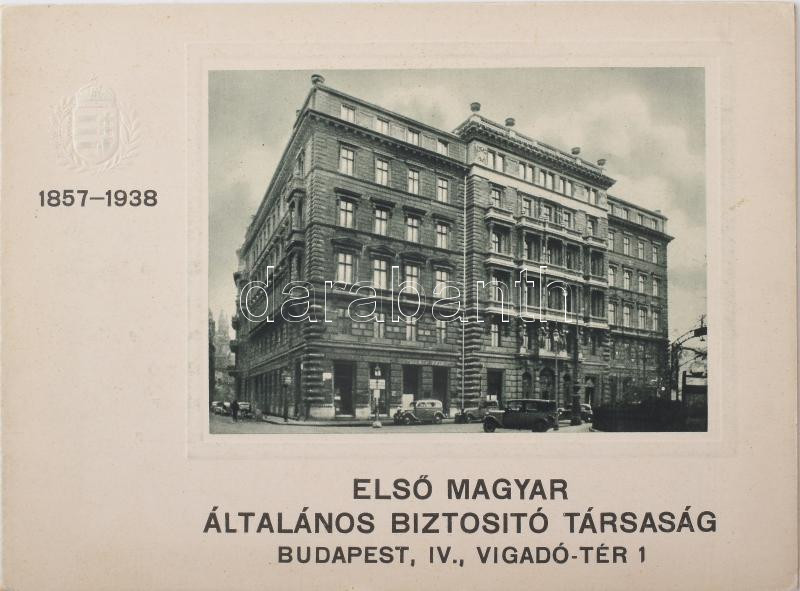 1857–1938
darabanth
ELSŐ MAGYAR
ÁLTALÁNOS BIZTOSITÓ TÁRSASÁG
BUDAPEST, IV., VIGADÓ-TÉR 1